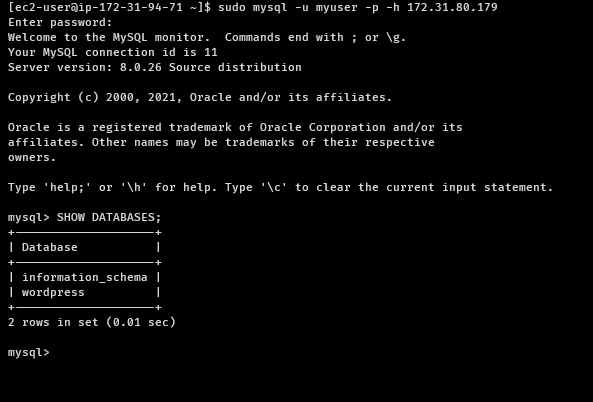 [ec2-user@ip-172-31-94-71 ~]$ sudo mysql -u myuser -p -h 172.31.80.179
Enter password:
Welcome to the MySQL monitor.  Commands end with ; or \g.
Your MySQL connection id is 11
Server version: 8.0.26 Source distribution

Copyright (c) 2000, 2021, Oracle and/or its affiliates.

Oracle is a registered trademark of Oracle Corporation and/or its
affiliates. Other names may be trademarks of their respective
owners.

Type 'help;' or '\h' for help. Type '\c' to clear the current input statement.

mysql> SHOW DATABASES;
+--------------------+
| Database           |
+--------------------+
| information_schema |
| wordpress          |
+--------------------+
2 rows in set (0.01 sec)

mysql>